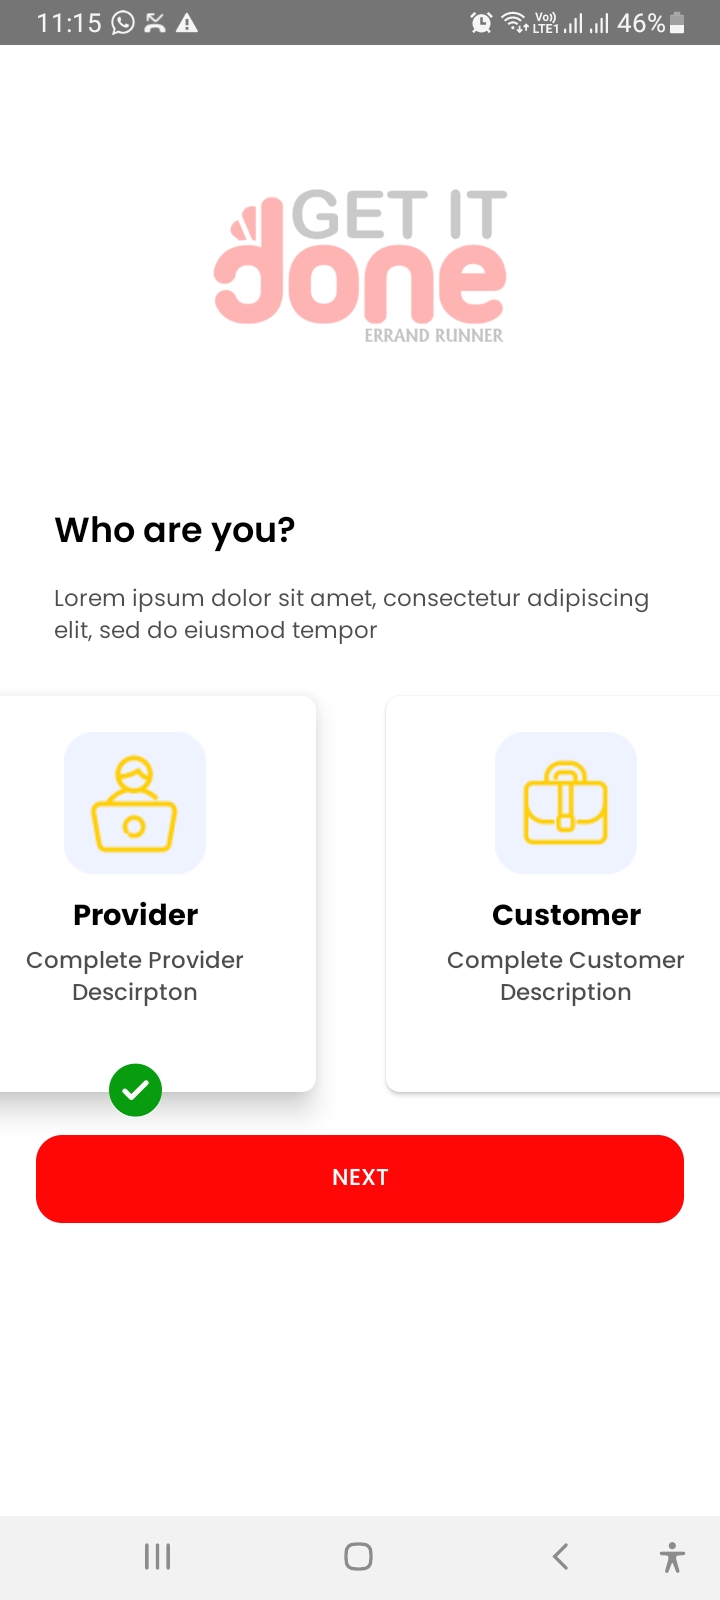 11:15
Vo)) LTE1 46%
GET IT
done
ERRAND RUNNER
Who are you?
Lorem ipsum dolor sit amet, consectetur adipiscing
elit, sed do eiusmod tempor
Provider
Complete Provider
Descirpton
Customer
Complete Customer
Description
NEXT